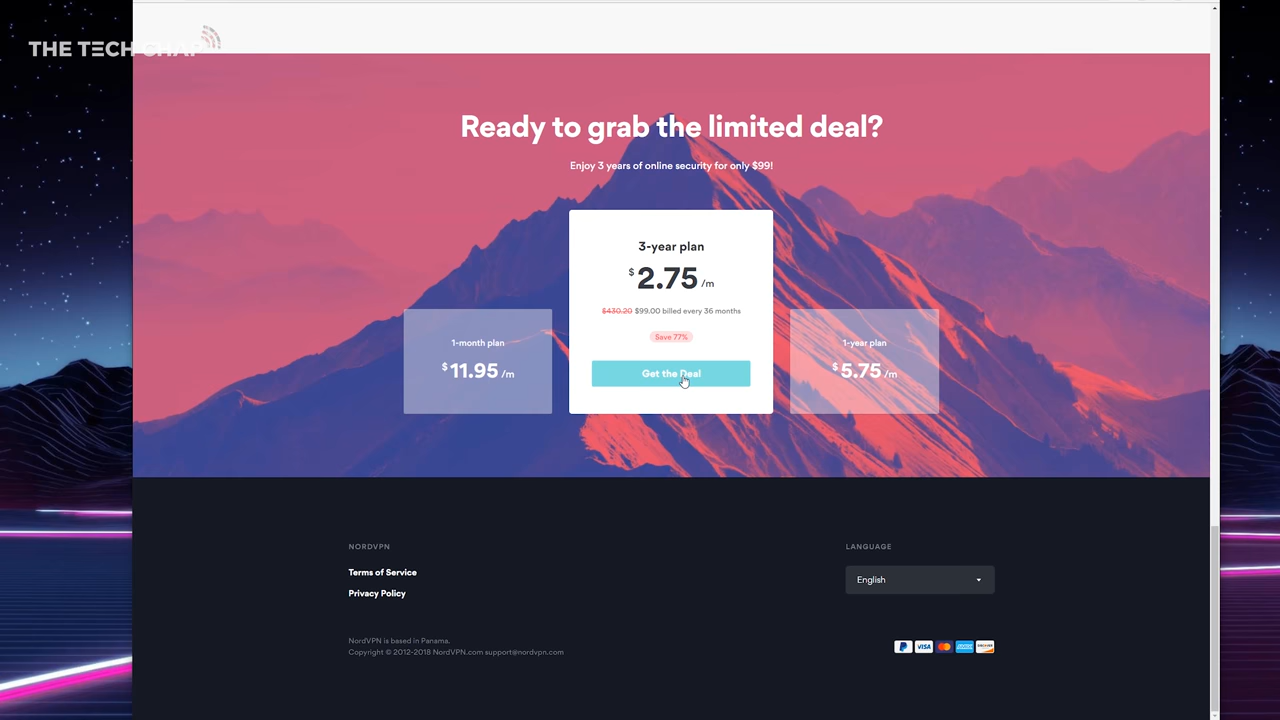 THE TECH CHAP
Ready to grab the limited deal?
Enjoy 3 years of online security for only $99!
3-year plan
$2.75 /m
$430.20 $99.00 billed every 36 months
Save 77%
Get the Deal
1-month plan
$11.95 /m
1-year plan
$5.75 /m
NORDVPN
Terms of Service
Privacy Policy
LANGUAGE
English
NordVPN is based in Panama.
Copyright © 2012-2018 NordVPN.com support@nordvpn.com
VISA